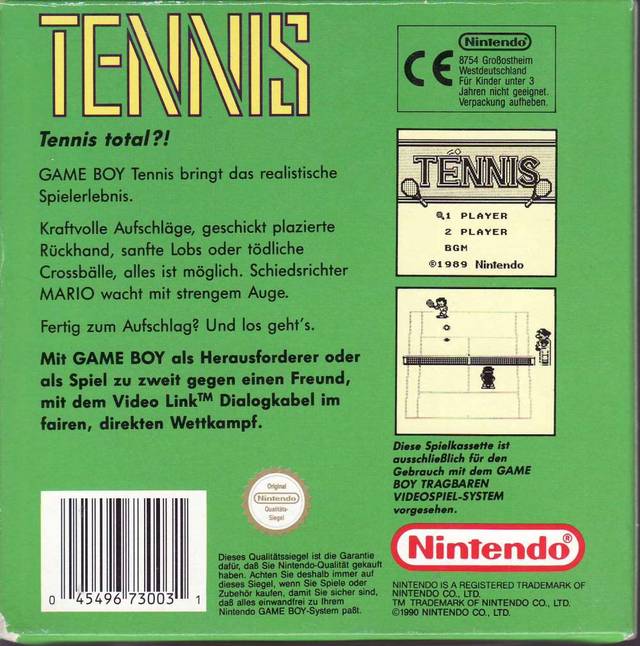 TENNIS
Tennis total?!
GAME BOY Tennis bringt das realistische
Spielerlebnis.
Kraftvolle Aufschläge, geschickt plazierte
Rückhand, sanfte Lobs oder tödliche
Crossbälle, alles ist möglich. Schiedsrichter
MARIO wacht mit strengem Auge.
Fertig zum Aufschlag? Und los geht's.
Mit GAME BOY als Herausforderer oder
als Spiel zu zweit gegen einen Freund,
mit dem Video Link™ Dialogkabel im
fairen, direkten Wettkampf.
CE
Nintendo®
8754 Großostheim
Westdeutschland
Für Kinder unter 3
Jahren nicht geeignet.
Verpackung aufheben.
TENNIS
1 PLAYER
2 PLAYER
BGM
©1989 Nintendo
Diese Spielkassette ist
ausschließlich für den
Gebrauch mit dem GAME
BOY TRAGBAREN
VIDEOSPIEL-SYSTEM
vorgesehen.
Original
Nintendo
Qualitäts-
Siegel
0 45496 73003 1
Dieses Qualitätssiegel ist die Garantie
dafür, daß Sie Nintendo-Qualität gekauft
haben. Achten Sie deshalb immer auf
dieses Siegel, wenn Sie Spiele oder
Zubehör kaufen, damit Sie sicher sind,
daß alles einwandfrei zu Ihrem
Nintendo GAME BOY-System paßt.
Nintendo®
NINTENDO IS A REGISTERED TRADEMARK OF
NINTENDO CO., LTD.
TM TRADEMARK OF NINTENDO CO., LTD.
©1990 NINTENDO CO., LTD.